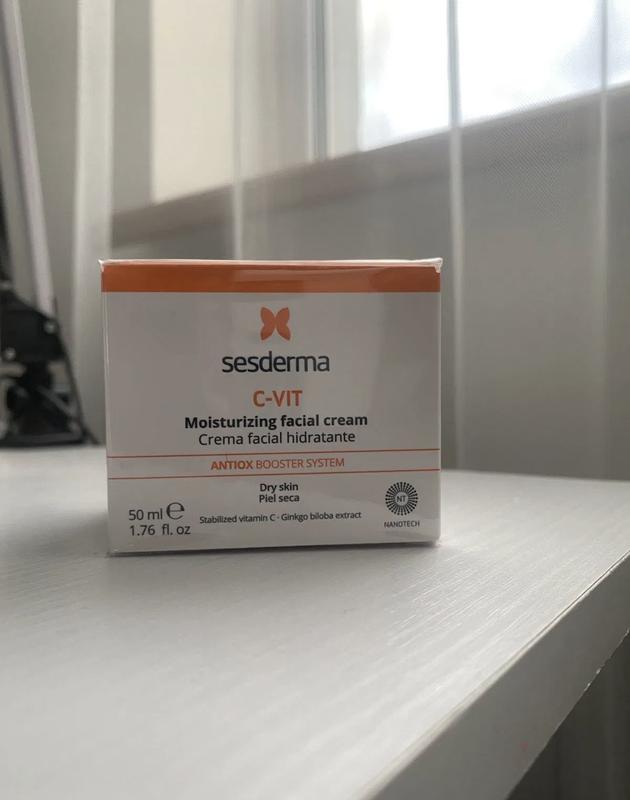 sesderma
C-VIT
Moisturizing facial cream
Crema facial hidratante
ANTIOX BOOSTER SYSTEM
Dry skin
Piel seca
50 ml ℮
1.76 fl. oz
Stabilized vitamin C · Ginkgo biloba extract
NT
NANOTECH